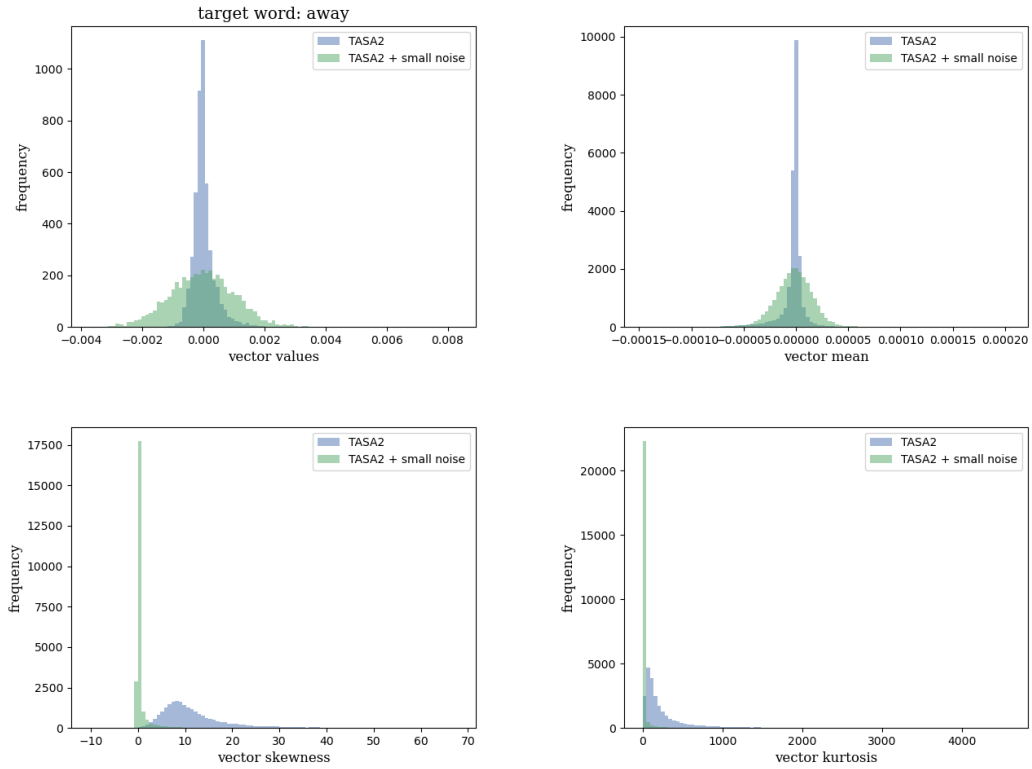 target word: away
TASA2
TASA2 + small noise
frequency
1000
800
600
400
200
0
−0.004 −0.002 0.000 0.002 0.004 0.006 0.008
vector values
TASA2
TASA2 + small noise
frequency
10000
8000
6000
4000
2000
0
−0.00015 −0.00010 −0.00005 0.00000 0.00005 0.00010 0.00015 0.00020
vector mean
TASA2
TASA2 + small noise
frequency
17500
15000
12500
10000
7500
5000
2500
0
−10 0 10 20 30 40 50 60 70
vector skewness
TASA2
TASA2 + small noise
frequency
20000
15000
10000
5000
0
0 1000 2000 3000 4000
vector kurtosis